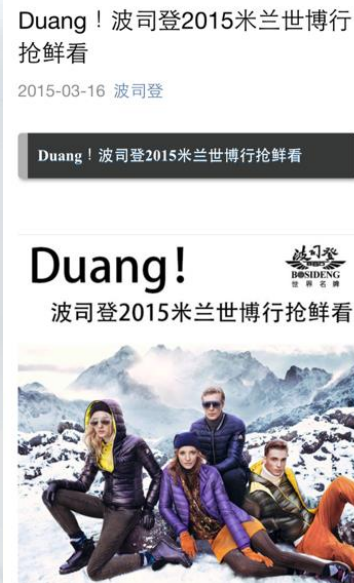 Duang！波司登2015米兰世博行
抢鲜看
2015-03-16 波司登
Duang！波司登2015米兰世博行抢鲜看
Duang！
波司登
BOSIDENG
世界名牌
波司登2015米兰世博行抢鲜看